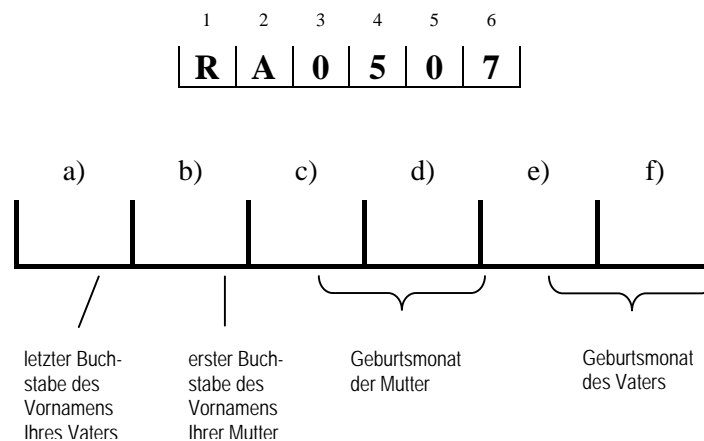 1 2 3 4 5 6
R A 0 5 0 7
a) b) c) d) e) f)
letzter Buch-
stabe des
Vornamens
Ihres Vaters
erster Buch-
stabe des
Vornamens
Ihrer Mutter
Geburtsmonat
der Mutter
Geburtsmonat
des Vaters